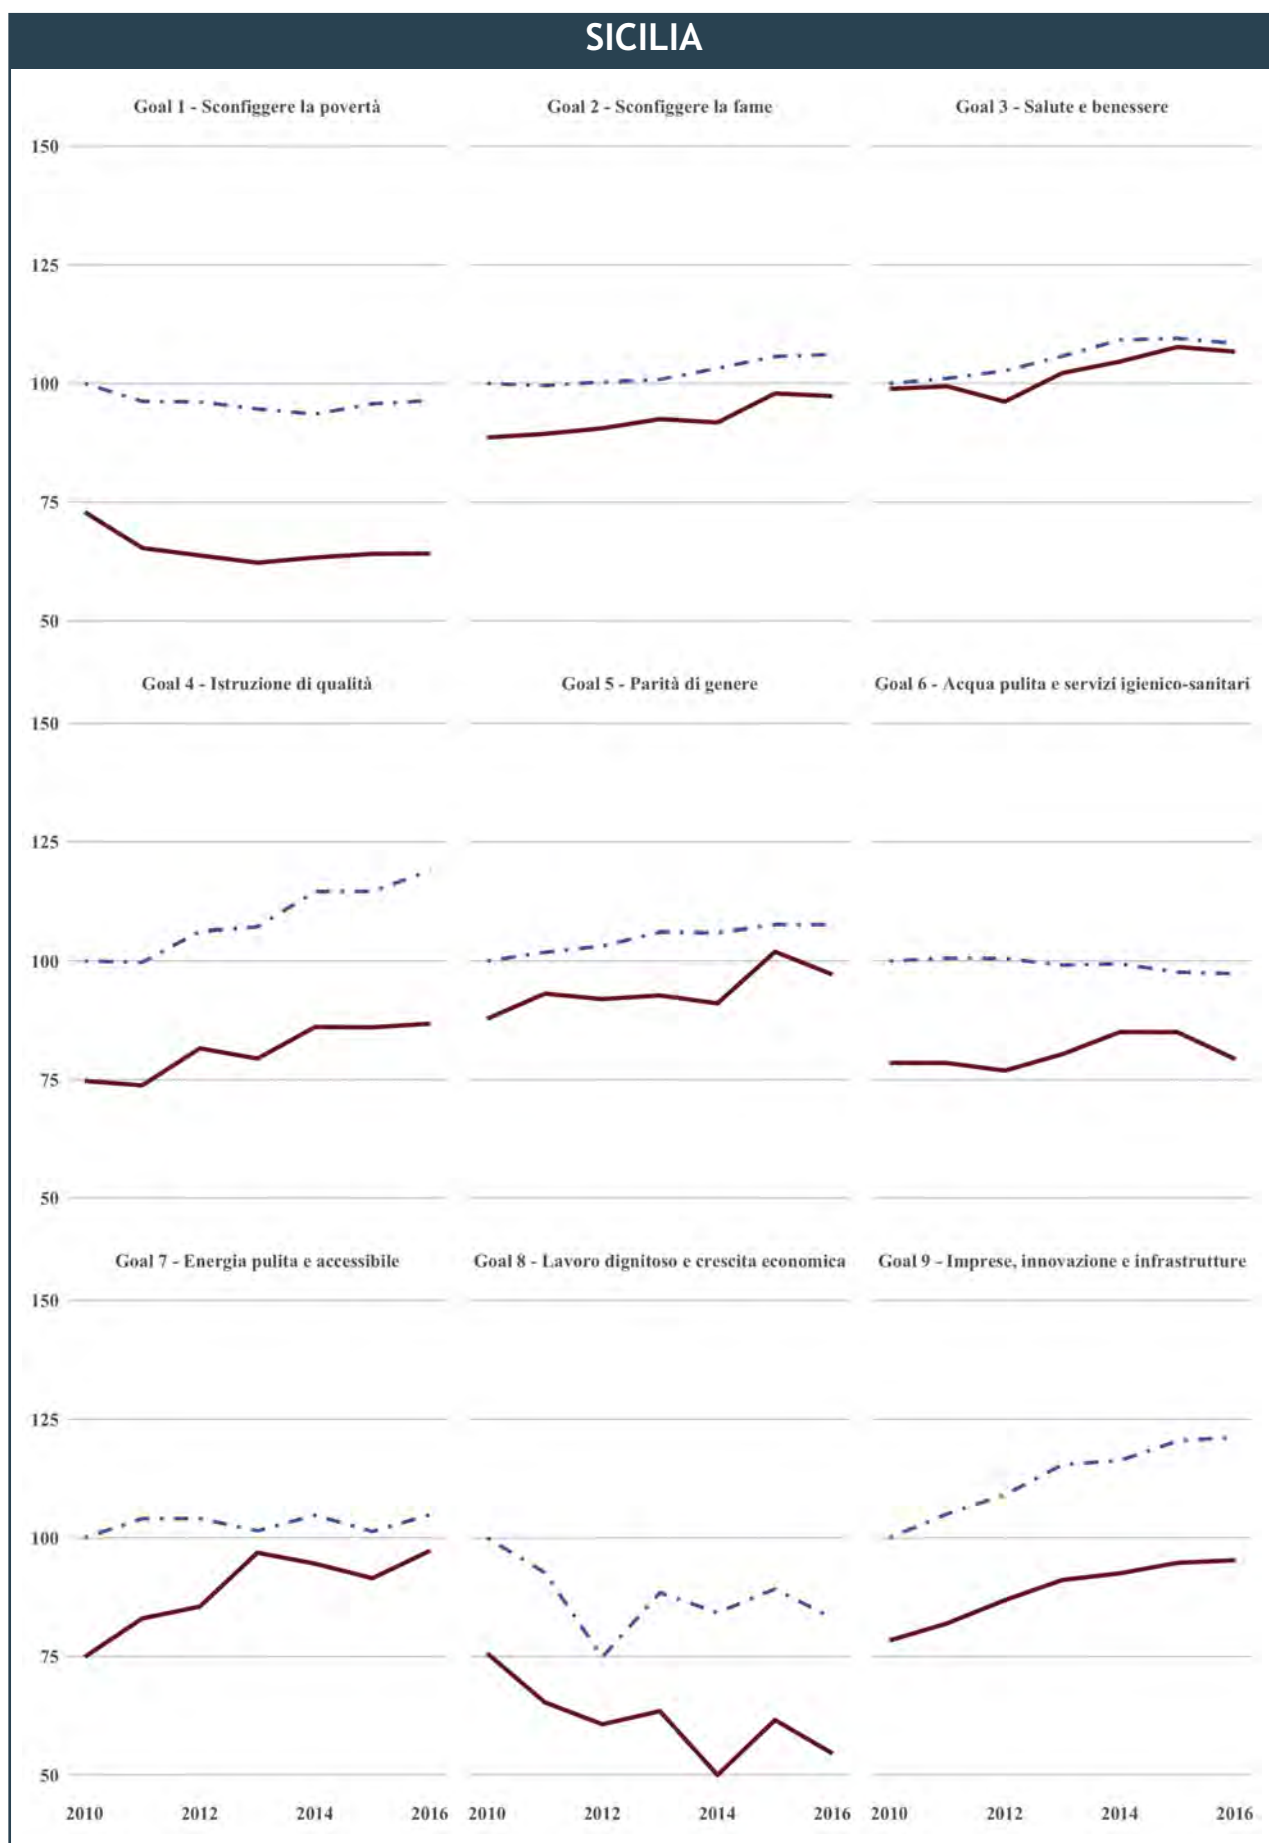 SICILIA
Goal 1 - Sconfiggere la povertà
Goal 2 - Sconfiggere la fame
Goal 3 - Salute e benessere
150
125
100
75
50
Goal 4 - Istruzione di qualità
Goal 5 - Parità di genere
Goal 6 - Acqua pulita e servizi igienico-sanitari
150
125
100
75
50
Goal 7 - Energia pulita e accessibile
Goal 8 - Lavoro dignitoso e crescita economica
Goal 9 - Imprese, innovazione e infrastrutture
150
125
100
75
50
2010 2012 2014 2016
2010 2012 2014 2016
2010 2012 2014 2016